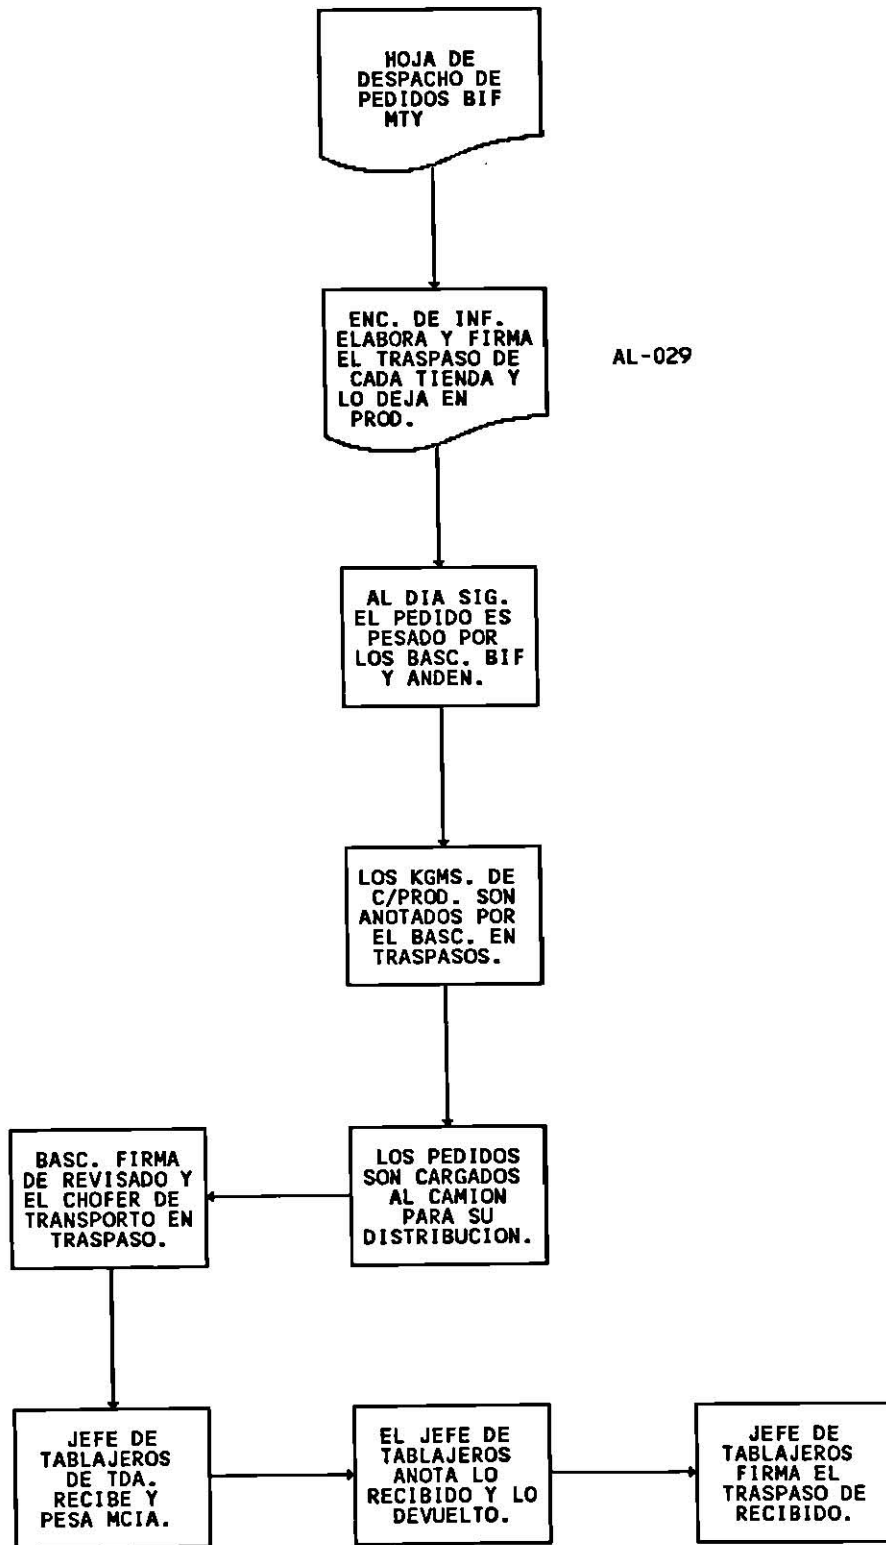 HOJA DE
DESPACHO DE
PEDIDOS BIF
MTY
ENC. DE INF.
ELABORA Y FIRMA
EL TRASPASO DE
CADA TIENDA Y
LO DEJA EN
PROD.
AL-029
AL DIA SIG.
EL PEDIDO ES
PESADO POR
LOS BASC. BIF
Y ANDEN.
LOS KGMS. DE
C/PROD. SON
ANOTADOS POR
EL BASC. EN
TRASPASOS.
LOS PEDIDOS
SON CARGADOS
AL CAMION
PARA SU
DISTRIBUCION.
BASC. FIRMA
DE REVISADO Y
EL CHOFER DE
TRANSPORTO EN
TRASPASO.
JEFE DE
TABLAJEROS
DE TDA.
RECIBE Y
PESA MCIA.
EL JEFE DE
TABLAJEROS
ANOTA LO
RECIBIDO Y LO
DEVUELTO.
JEFE DE
TABLAJEROS
FIRMA EL
TRASPASO DE
RECIBIDO.